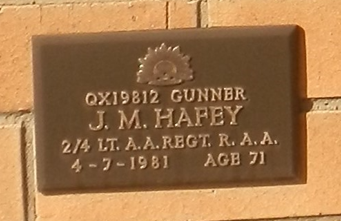 QX19812 GUNNER
J. M. HAFEY
2/4 LT. A.A. REGT. R.A.A.
4-7-1981 AGE 71